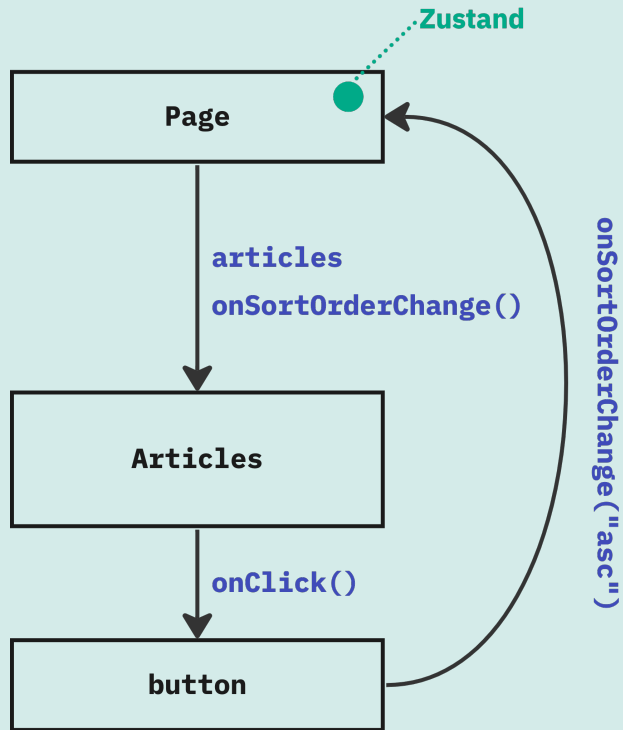 Zustand
Page
articles
onSortOrderChange()
onSortOrderChange("asc")
Articles
onClick()
button